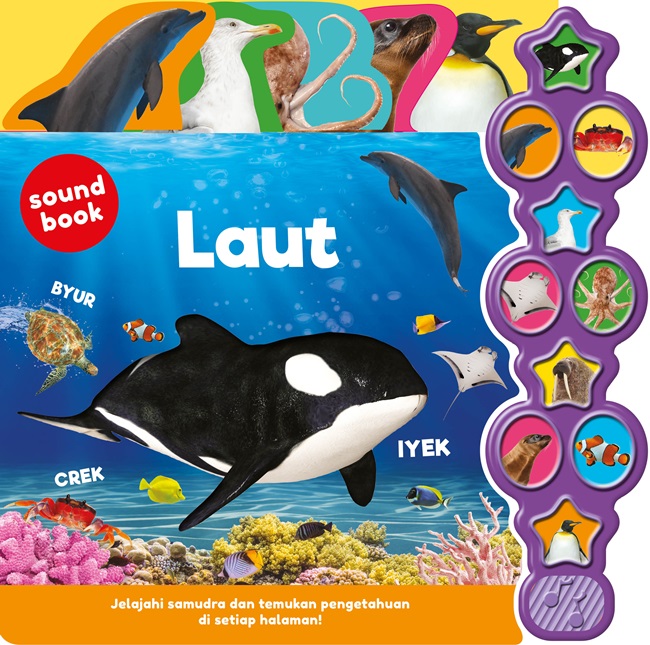 sound
book
Laut
BYUR
IYEK
CREK
Jelajahi samudra dan temukan pengetahuan
di setiap halaman!